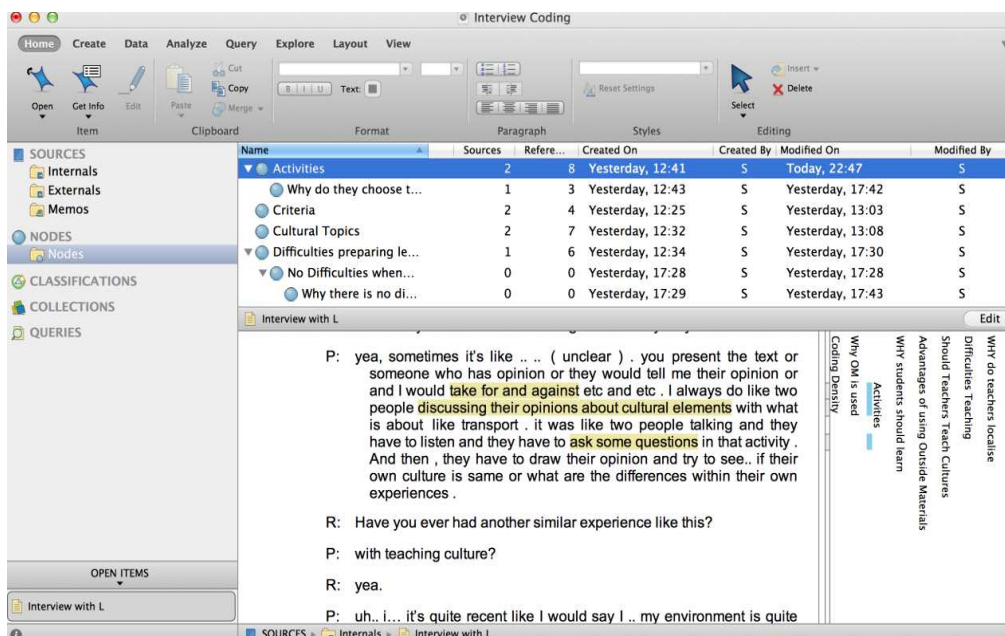 Interview Coding
Home Create Data Analyze Query Explore Layout View
Cut
Copy
Merge
Open Get Info Edit Paste
B I U Text:
Reset Settings
Select
Insert
Delete
Item Clipboard Format Paragraph Styles Editing
SOURCES
Internals
Externals
Memos
NODES
Nodes
CLASSIFICATIONS
COLLECTIONS
QUERIES
OPEN ITEMS
Interview with L
Name Sources Refere... Created On Created By Modified On Modified By
Activities 2 8 Yesterday, 12:41 S Today, 22:47 S
Why do they choose t... 1 3 Yesterday, 12:43 S Yesterday, 17:42 S
Criteria 2 4 Yesterday, 12:25 S Yesterday, 13:03 S
Cultural Topics 2 7 Yesterday, 12:32 S Yesterday, 13:08 S
Difficulties preparing le... 1 6 Yesterday, 12:34 S Yesterday, 17:30 S
No Difficulties when... 0 0 Yesterday, 17:28 S Yesterday, 17:28 S
Why there is no di... 0 0 Yesterday, 17:29 S Yesterday, 17:43 S
Interview with L Edit
P: yea, sometimes it's like .. .. ( unclear ) . you present the text or
someone who has opinion or they would tell me their opinion or
and I would take for and against etc and etc . I always do like two
people discussing their opinions about cultural elements with what
is about like transport . it was like two people talking and they
have to listen and they have to ask some questions in that activity .
And then , they have to draw their opinion and try to see.. if their
own culture is same or what are the differences within their own
experiences .
R: Have you ever had another similar experience like this?
P: with teaching culture?
R: yea.
P: uh.. i... it's quite recent like I would say I .. my environment is quite
Coding Density
Why OM is used
Activities
WHY students should learn
Advantages of using Outside Materials
Should Teachers Teach Cultures
Difficulties Teaching
WHY do teachers localise
SOURCES Internals Interview with L